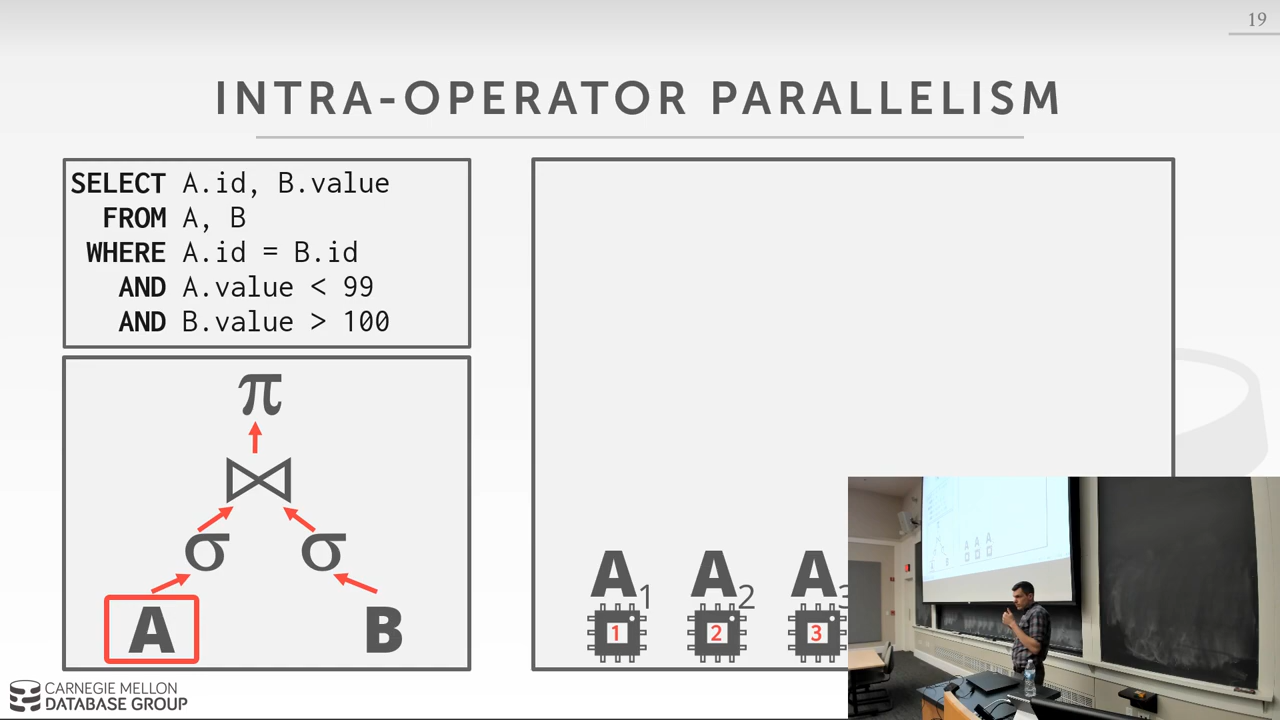 19
INTRA-OPERATOR PARALLELISM
SELECT A.id, B.value
FROM A, B
WHERE A.id = B.id
AND A.value < 99
AND B.value > 100
π
⋈
σ σ
A B
A1 A2 A3
1 2 3
CARNEGIE MELLON
DATABASE GROUP